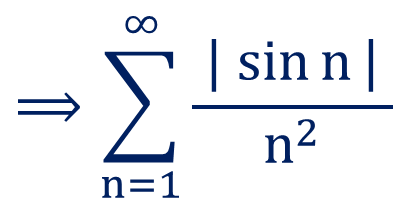 ⟹ ∑_{n=1}^{∞} | sin n | / n²